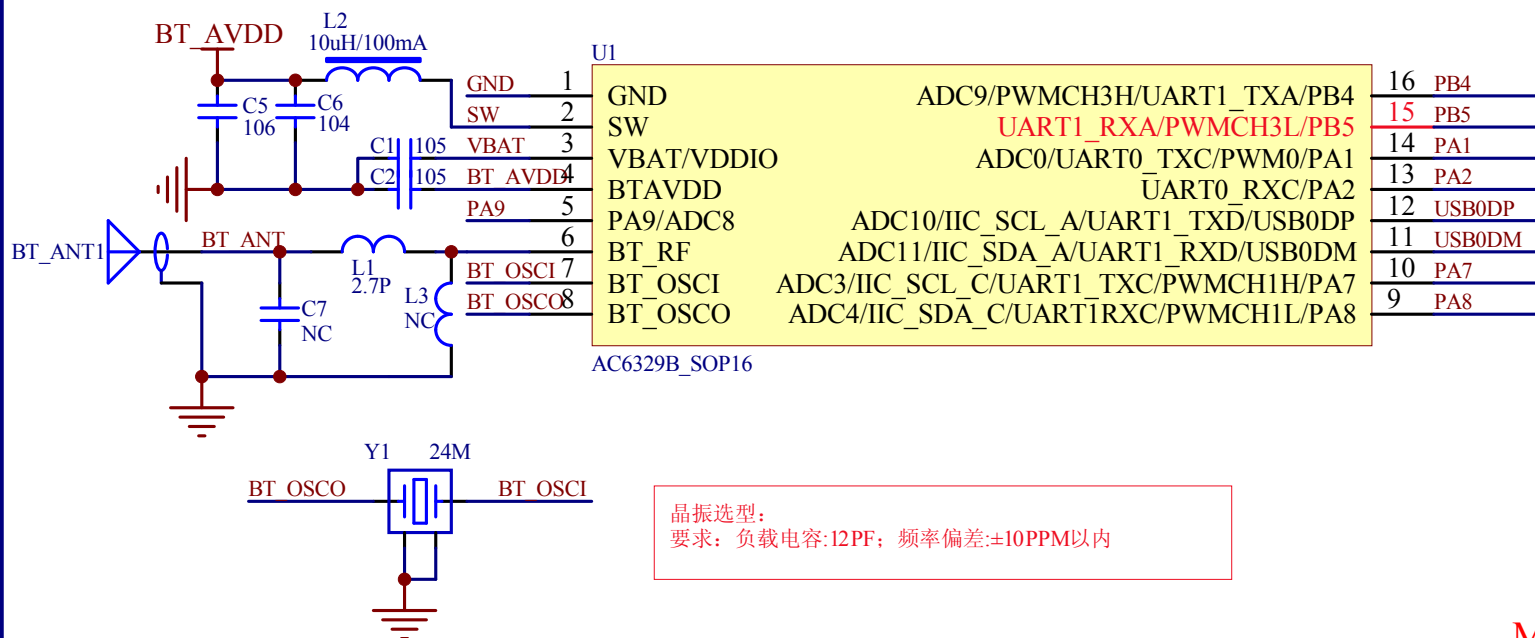 BT_AVDD
L2
10uH/100mA
C5
106
C6
104
C1
105
C2
105
GND
SW
VBAT
BT_AVDD
PA9
BT_ANT1
BT_ANT
L1
2.7P
C7
NC
L3
NC
BT_OSCI
BT_OSCO
U1
1
GND
2
SW
3
VBAT/VDDIO
4
BTAVDD
5
PA9/ADC8
6
BT_RF
7
BT_OSCI
8
BT_OSCO
ADC9/PWMCH3H/UART1_TXA/PB4
16
PB4
UART1_RXA/PWMCH3L/PB5
15
PB5
ADC0/UART0_TXC/PWM0/PA1
14
PA1
UART0_RXC/PA2
13
PA2
ADC10/IIC_SCL_A/UART1_TXD/USB0DP
12
USB0DP
ADC11/IIC_SDA_A/UART1_RXD/USB0DM
11
USB0DM
ADC3/IIC_SCL_C/UART1_TXC/PWMCH1H/PA7
10
PA7
ADC4/IIC_SDA_C/UART1RXC/PWMCH1L/PA8
9
PA8
AC6329B_SOP16
Y1
24M
BT_OSCO
BT_OSCI
晶振选型：
要求：负载电容:12PF；频率偏差:±10PPM以内